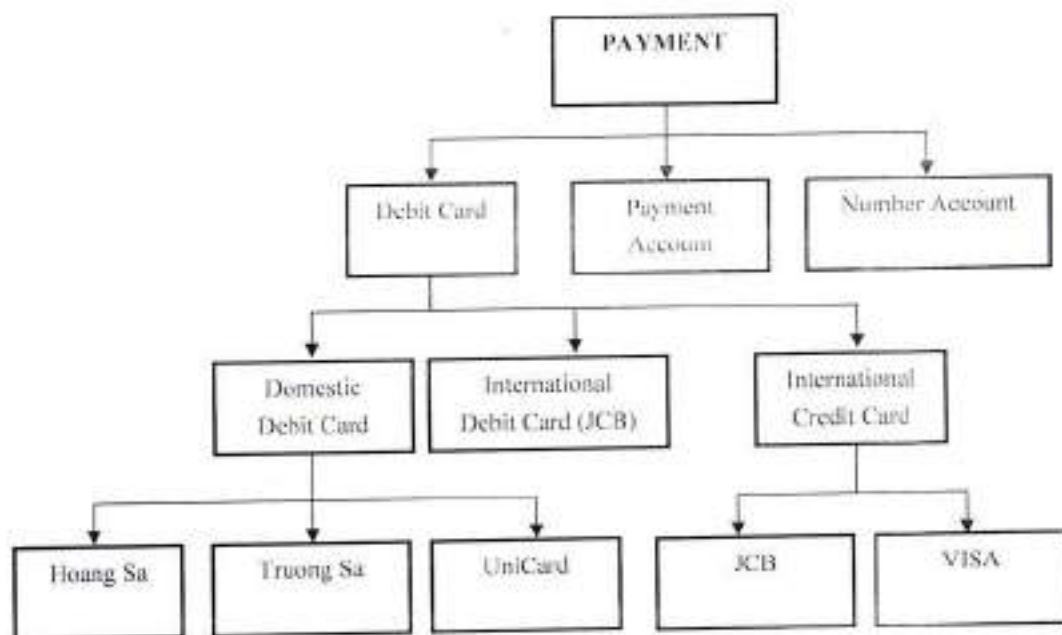 PAYMENT
Debit Card
Payment
Account
Number Account
Domestic
Debit Card
International
Debit Card (JCB)
International
Credit Card
Hoang Sa
Truong Sa
UniCard
JCB
VISA